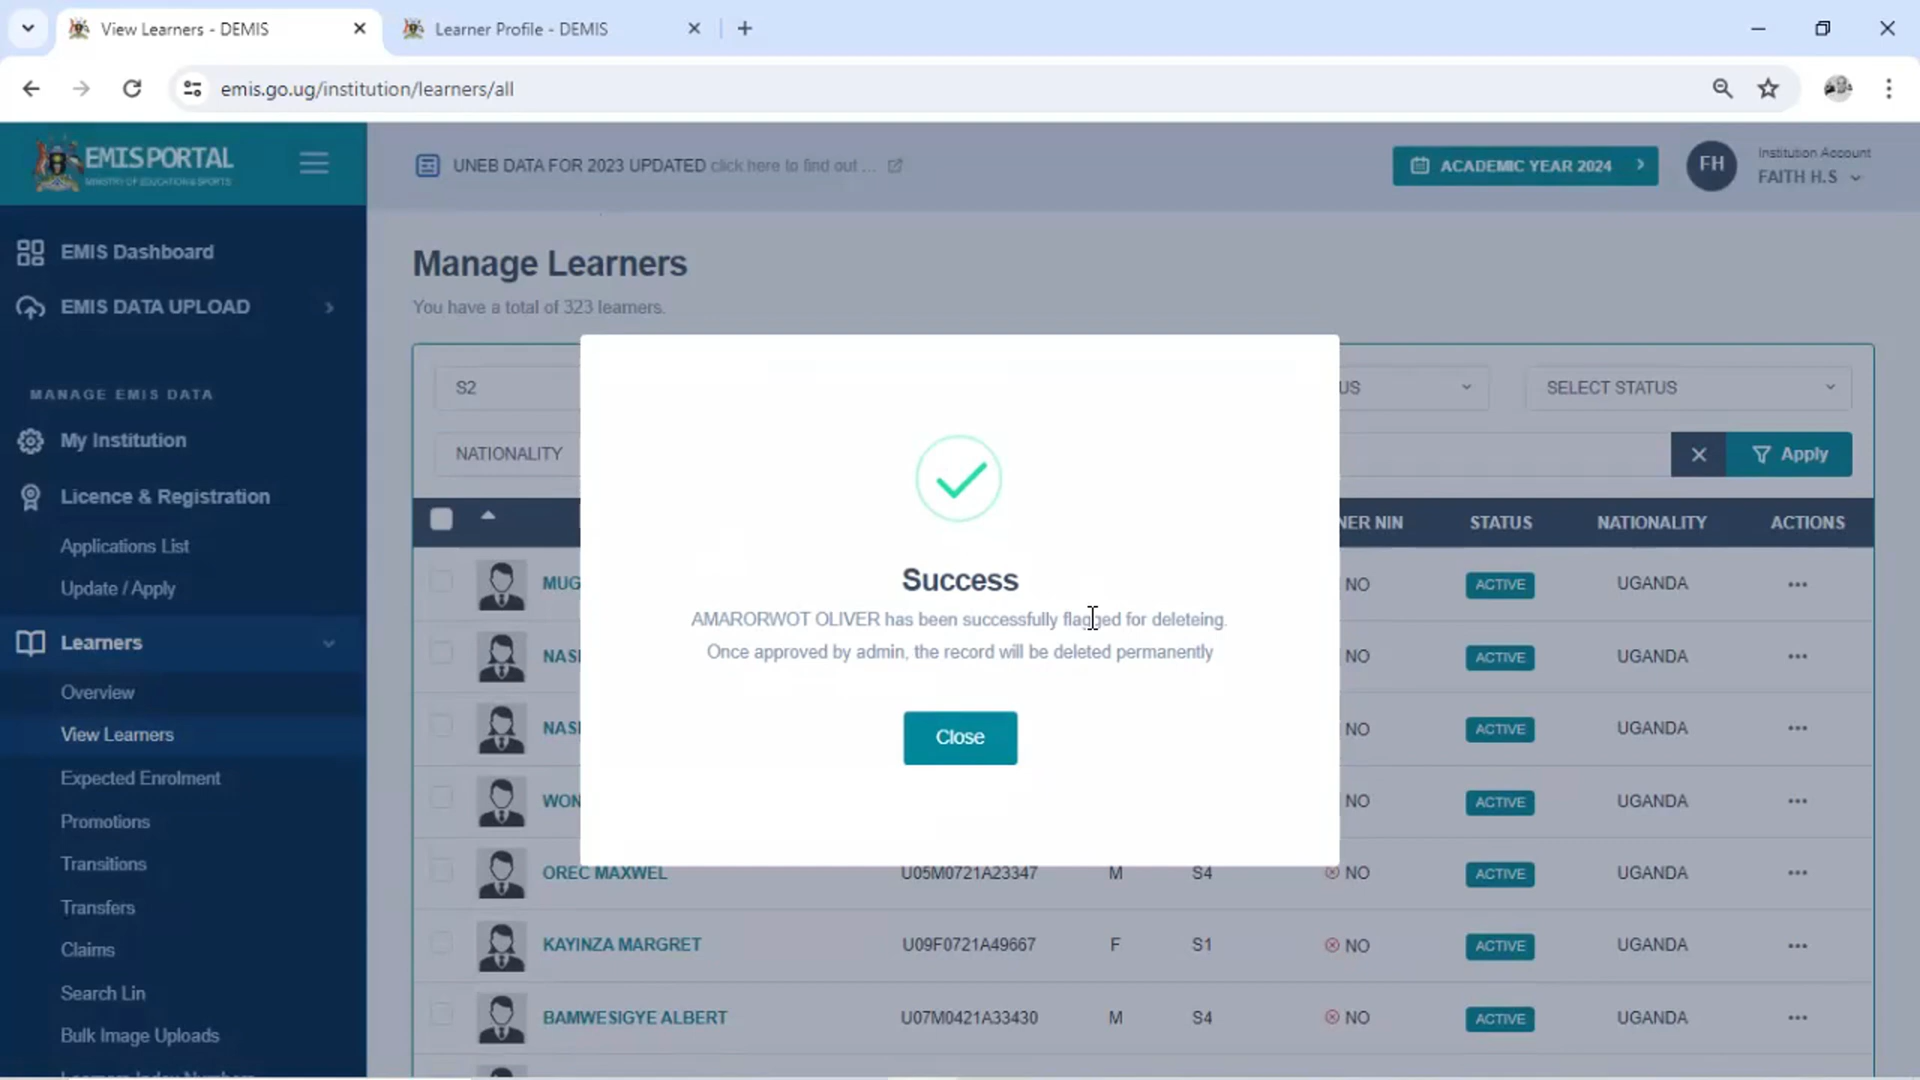 View Learners - DEMIS
Learner Profile - DEMIS
emis.go.ug/institution/learners/all
EMIS PORTAL
MINISTRY OF EDUCATION & SPORTS
UNEB DATA FOR 2023 UPDATED click here to find out ...
ACADEMIC YEAR 2024
FH
Institution Account
FAITH H.S
EMIS Dashboard
EMIS DATA UPLOAD
MANAGE EMIS DATA
My Institution
Licence & Registration
Applications List
Update / Apply
Learners
Overview
View Learners
Expected Enrolment
Promotions
Transitions
Transfers
Claims
Search Lin
Bulk Image Uploads
Manage Learners
You have a total of 323 learners.
S2
US
SELECT STATUS
NATIONALITY
Apply
NER NIN STATUS NATIONALITY ACTIONS
MUG NO ACTIVE UGANDA
NAS NO ACTIVE UGANDA
NAS NO ACTIVE UGANDA
WON NO ACTIVE UGANDA
OREC MAXWEL U05M0721A23347 M S4 NO ACTIVE UGANDA
KAYINZA MARGRET U09F0721A49667 F S1 NO ACTIVE UGANDA
BAMWESIGYE ALBERT U07M0421A33430 M S4 NO ACTIVE UGANDA
Success
AMARORWOT OLIVER has been successfully flagged for deleteing.
Once approved by admin, the record will be deleted permanently
Close